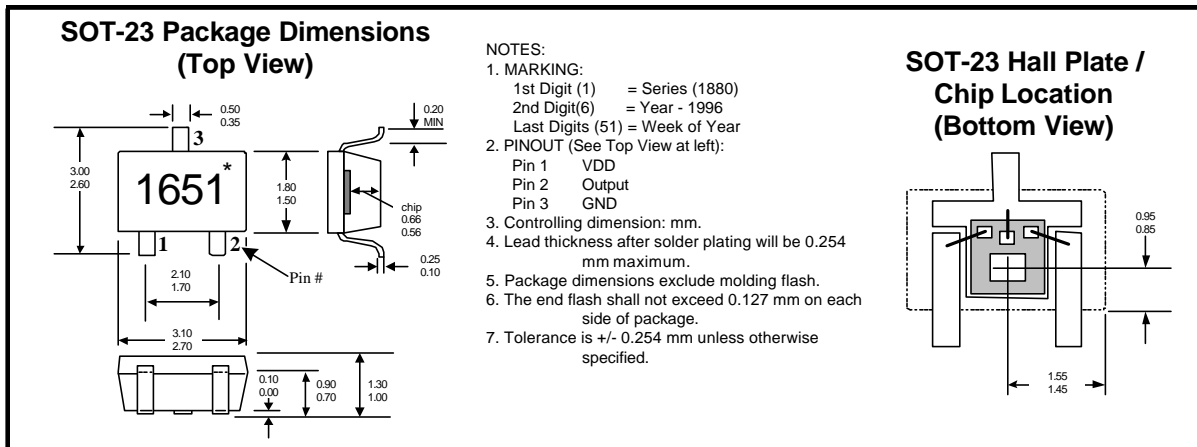 SOT-23 Package Dimensions
(Top View)
0.50
0.35
3
3.00
2.60
1651*
1.80
1.50
1
2
Pin #
2.10
1.70
3.10
2.70
0.20
MIN
chip
0.66
0.56
0.25
0.10
0.10
0.00
0.90
0.70
1.30
1.00
NOTES:
1. MARKING:
1st Digit (1) = Series (1880)
2nd Digit(6) = Year - 1996
Last Digits (51) = Week of Year
2. PINOUT (See Top View at left):
Pin 1 VDD
Pin 2 Output
Pin 3 GND
3. Controlling dimension: mm.
4. Lead thickness after solder plating will be 0.254
mm maximum.
5. Package dimensions exclude molding flash.
6. The end flash shall not exceed 0.127 mm on each
side of package.
7. Tolerance is +/- 0.254 mm unless otherwise
specified.
SOT-23 Hall Plate /
Chip Location
(Bottom View)
0.95
0.85
1.55
1.45